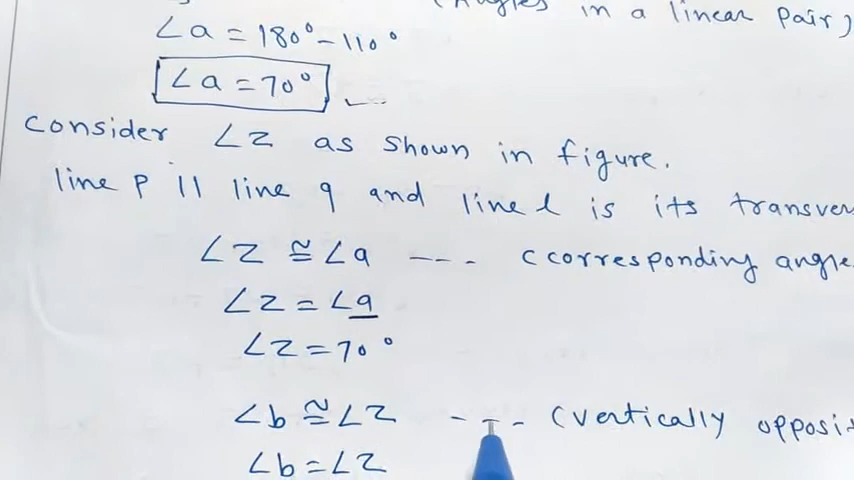 (Angles in a linear pair)
∠a = 180° - 110°
∠a = 70°
Consider ∠z as shown in figure.
line p || line q and line l is its transver
∠z ≅ ∠a --- (corresponding angle
∠z = ∠a
∠z = 70°
∠b ≅ ∠z --- (vertically opposit
∠b = ∠z